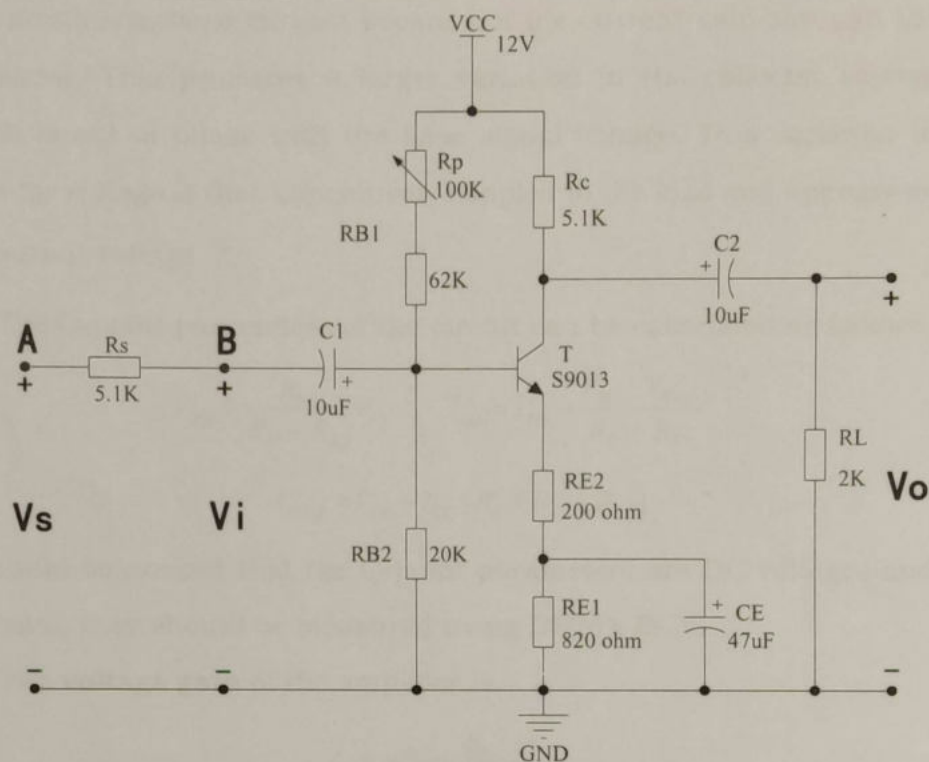 VCC
12V
Rp
100K
Rc
5.1K
RB1
62K
C2
+
10uF
+
A
Rs
B
C1
+
5.1K
+
+
10uF
T
S9013
RL
2K
RE2
200 ohm
Vs
Vi
Vo
RB2
20K
RE1
820 ohm
+
CE
47uF
-
-
-
GND